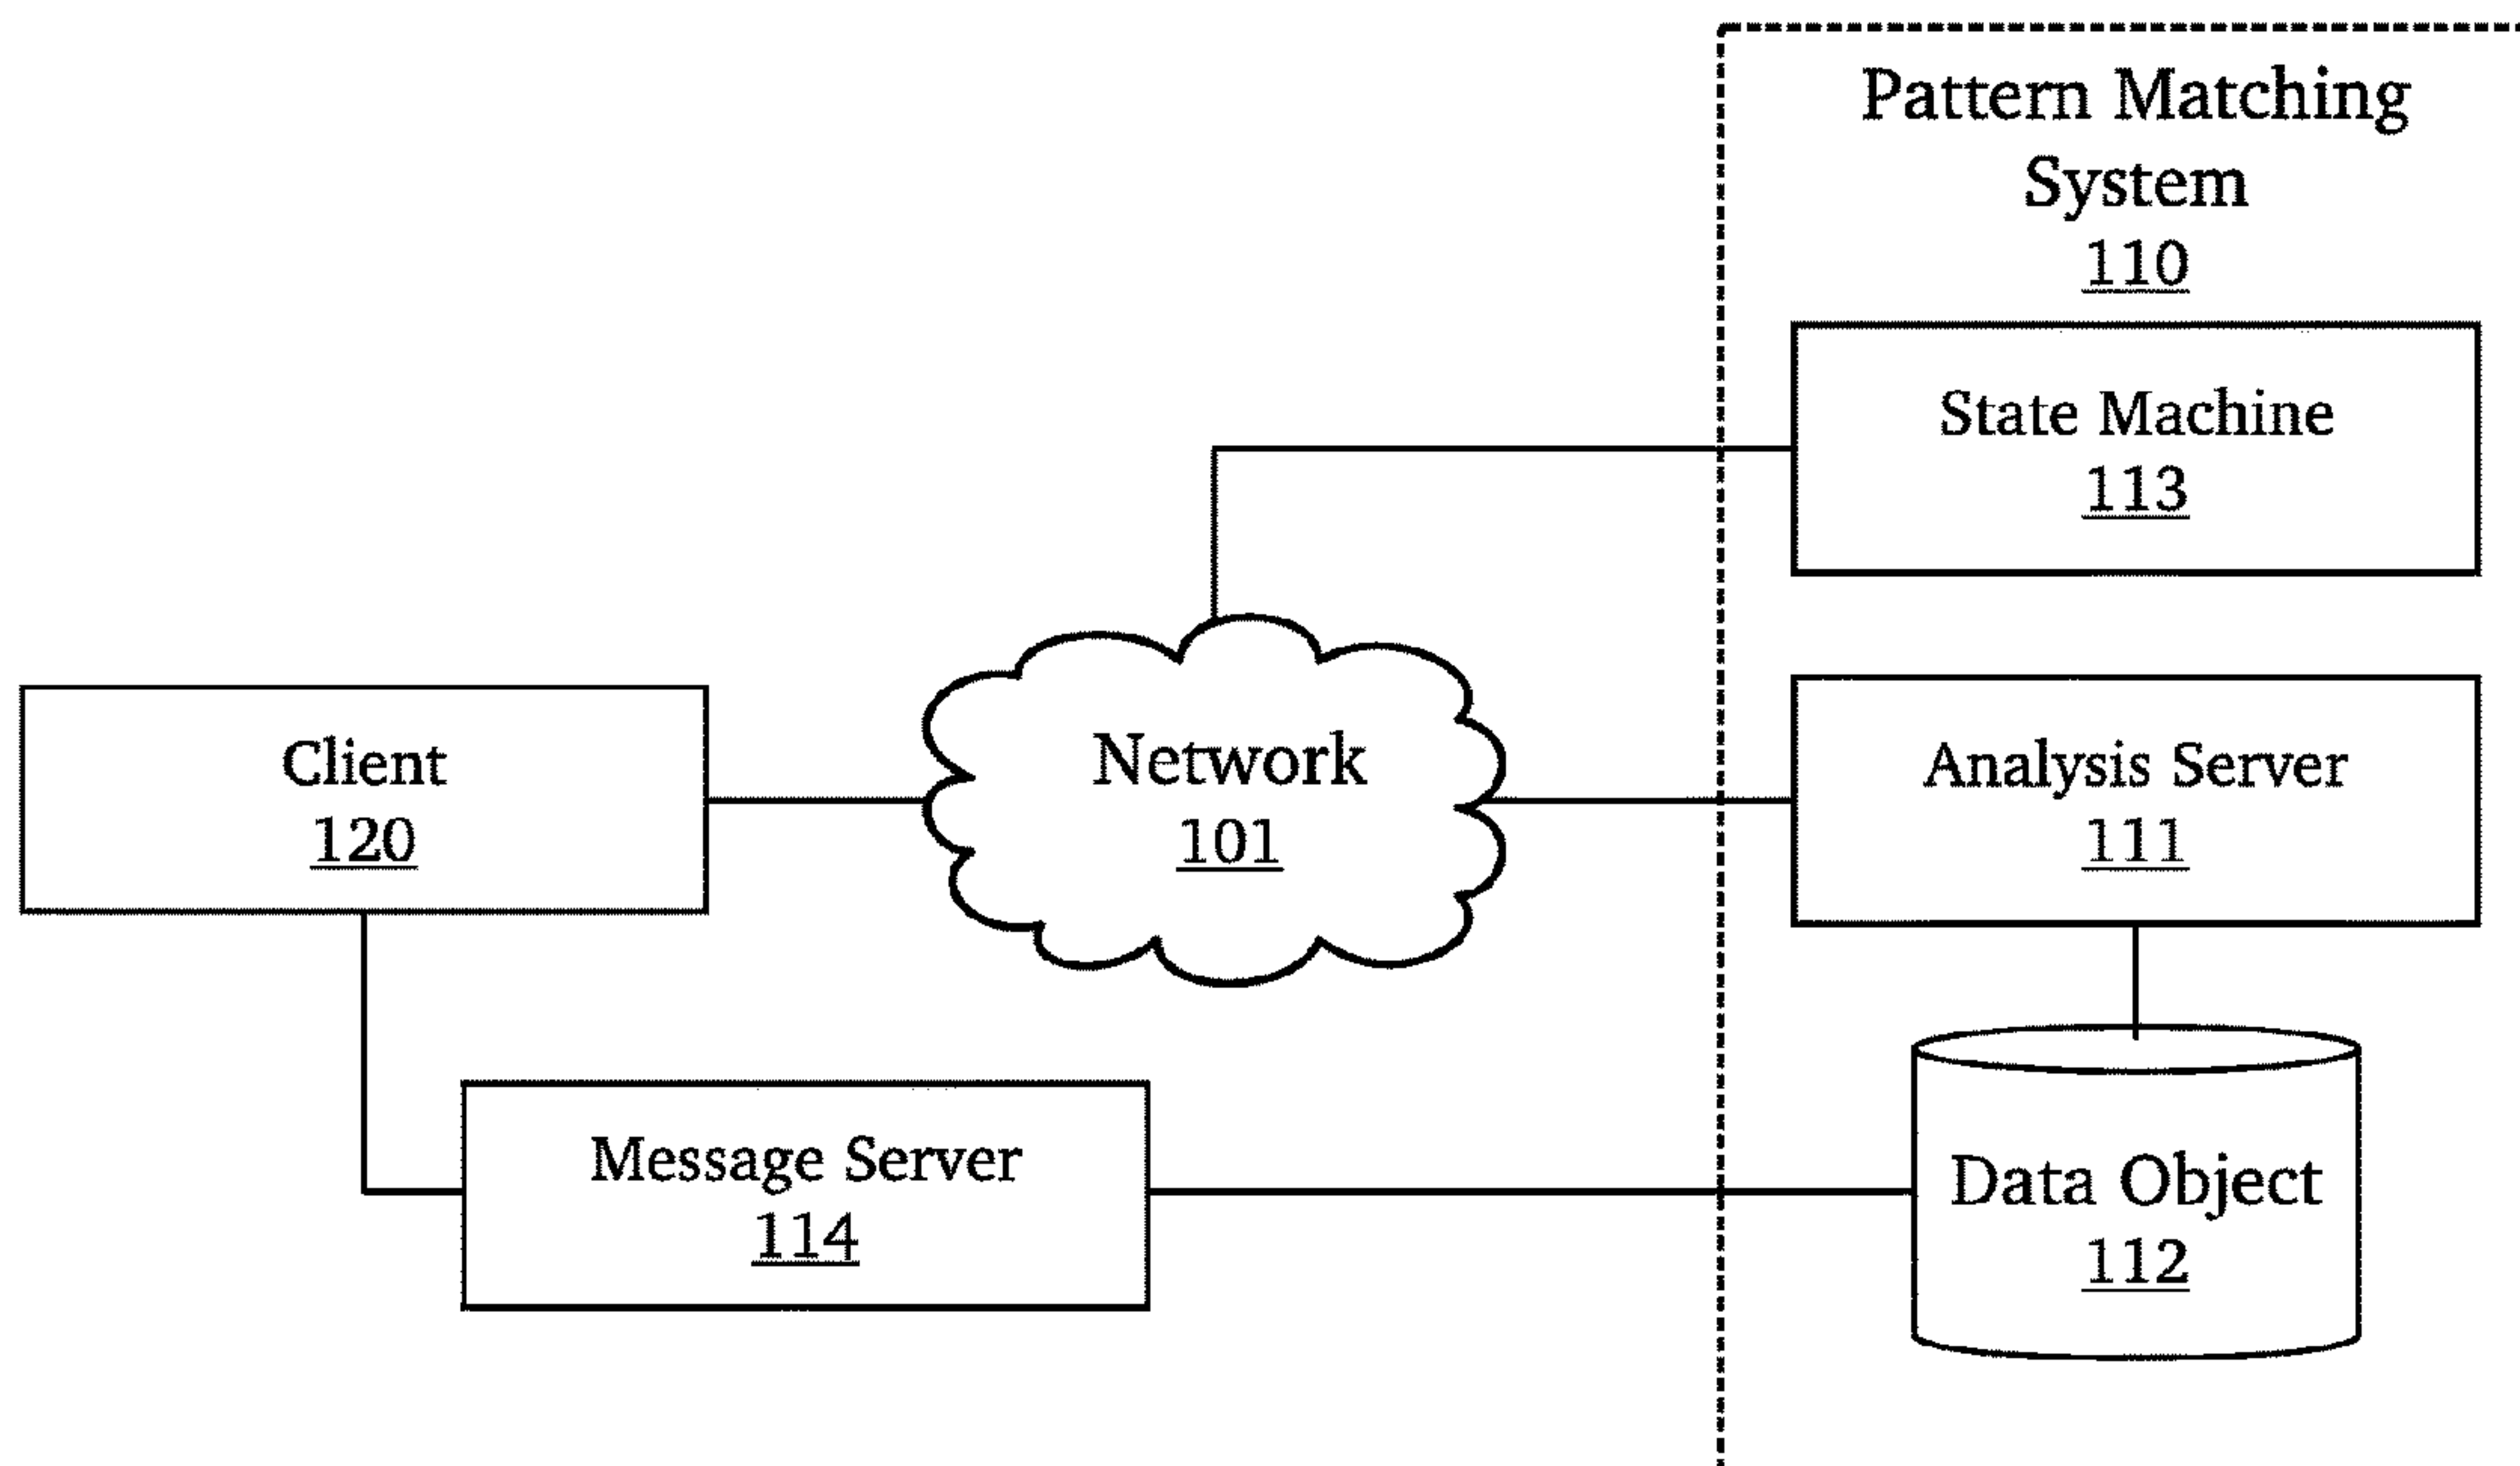 Pattern Matching
System
110
State Machine
113
Client
120
Network
101
Analysis Server
111
Message Server
114
Data Object
112